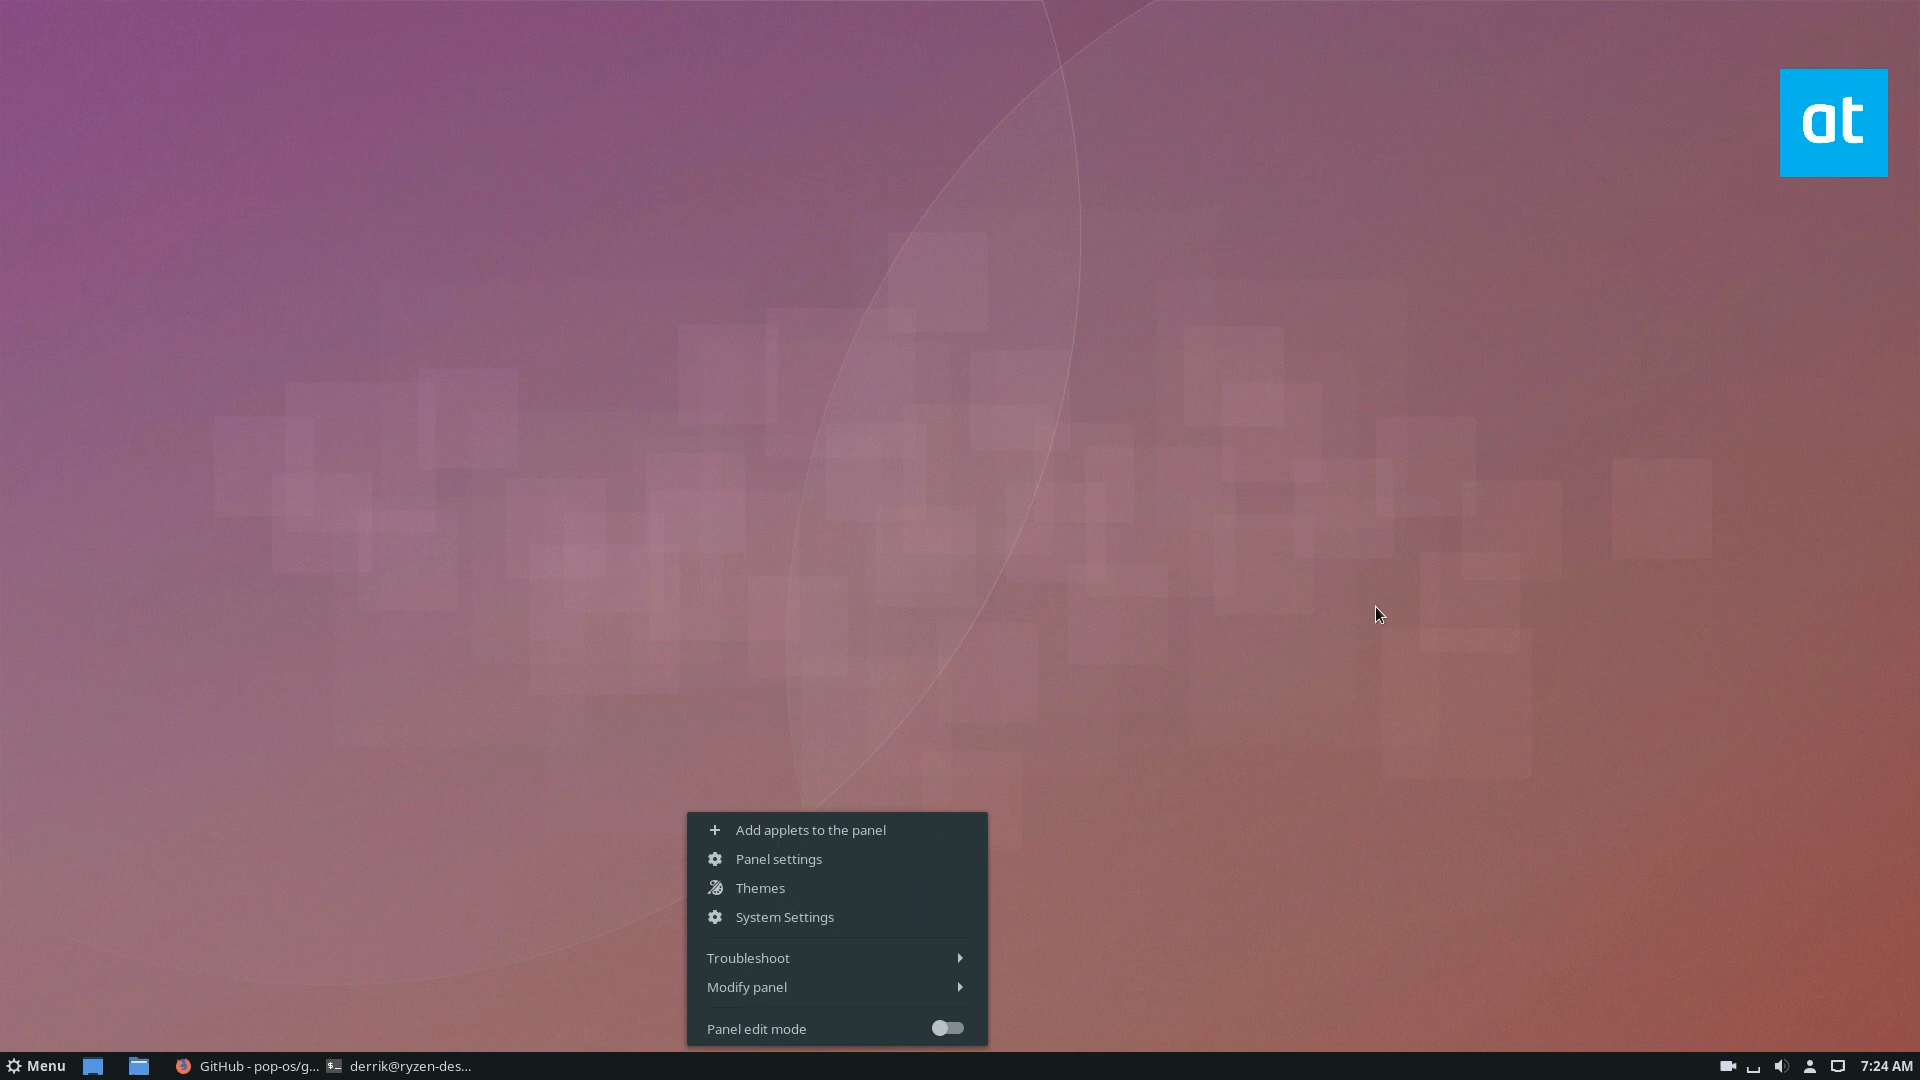 at
Add applets to the panel
Panel settings
Themes
System Settings
Troubleshoot
Modify panel
Panel edit mode
Menu
GitHub - pop-os/g...
derrik@ryzen-des...
7:24 AM